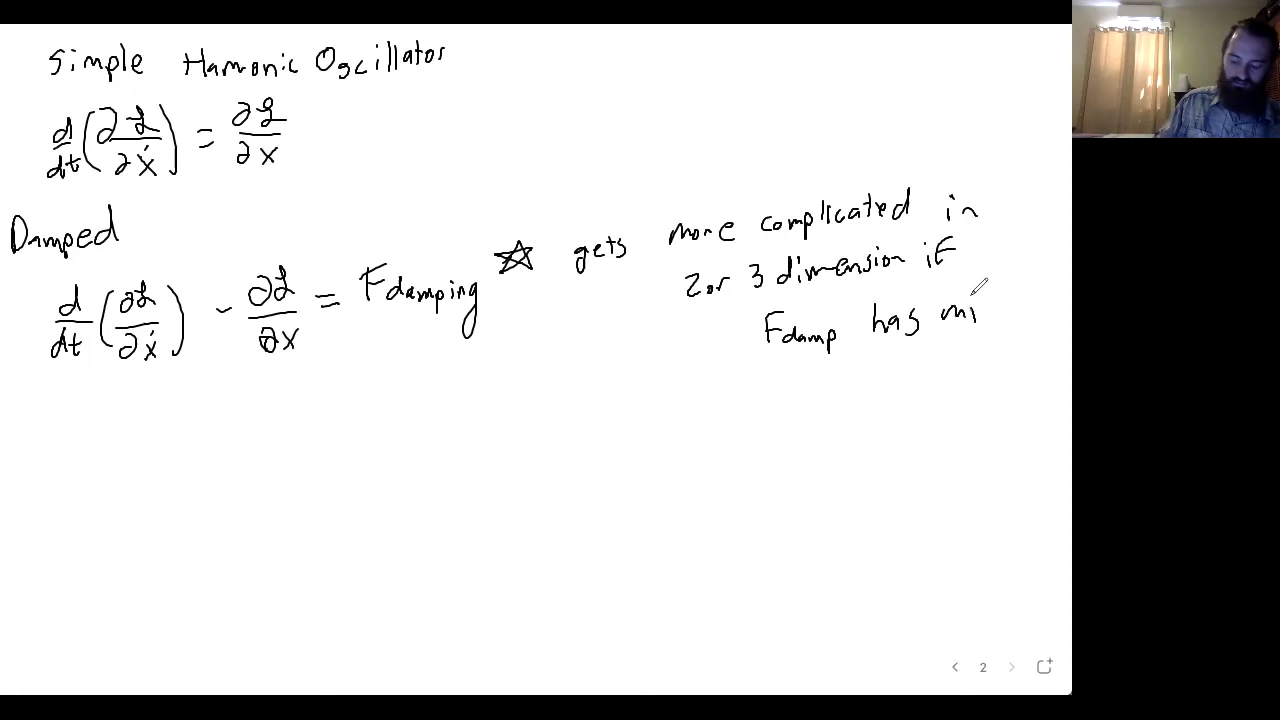 Simple Harmonic Oscillator
d/dt (∂ℒ/∂ẋ) = ∂ℒ/∂x
Damped
d/dt (∂ℒ/∂ẋ) - ∂ℒ/∂x = Fdamping ☆ gets more complicated in
2 or 3 dimension if
Fdamp has mi
2